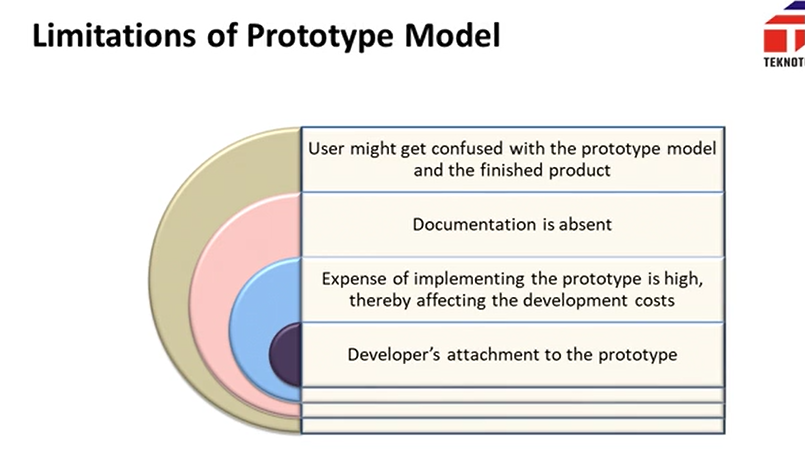 Limitations of Prototype Model
User might get confused with the prototype model
and the finished product
Documentation is absent
Expense of implementing the prototype is high,
thereby affecting the development costs
Developer's attachment to the prototype